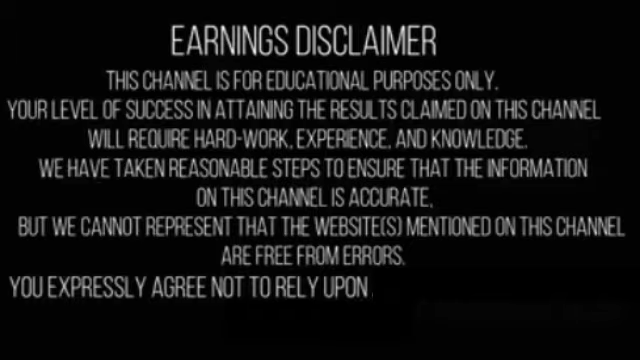 EARNINGS DISCLAIMER
THIS CHANNEL IS FOR EDUCATIONAL PURPOSES ONLY.
YOUR LEVEL OF SUCCESS IN ATTAINING THE RESULTS CLAIMED ON THIS CHANNEL
WILL REQUIRE HARD-WORK, EXPERIENCE, AND KNOWLEDGE.
WE HAVE TAKEN REASONABLE STEPS TO ENSURE THAT THE INFORMATION
ON THIS CHANNEL IS ACCURATE,
BUT WE CANNOT REPRESENT THAT THE WEBSITE(S) MENTIONED ON THIS CHANNEL
ARE FREE FROM ERRORS.
YOU EXPRESSLY AGREE NOT TO RELY UPON